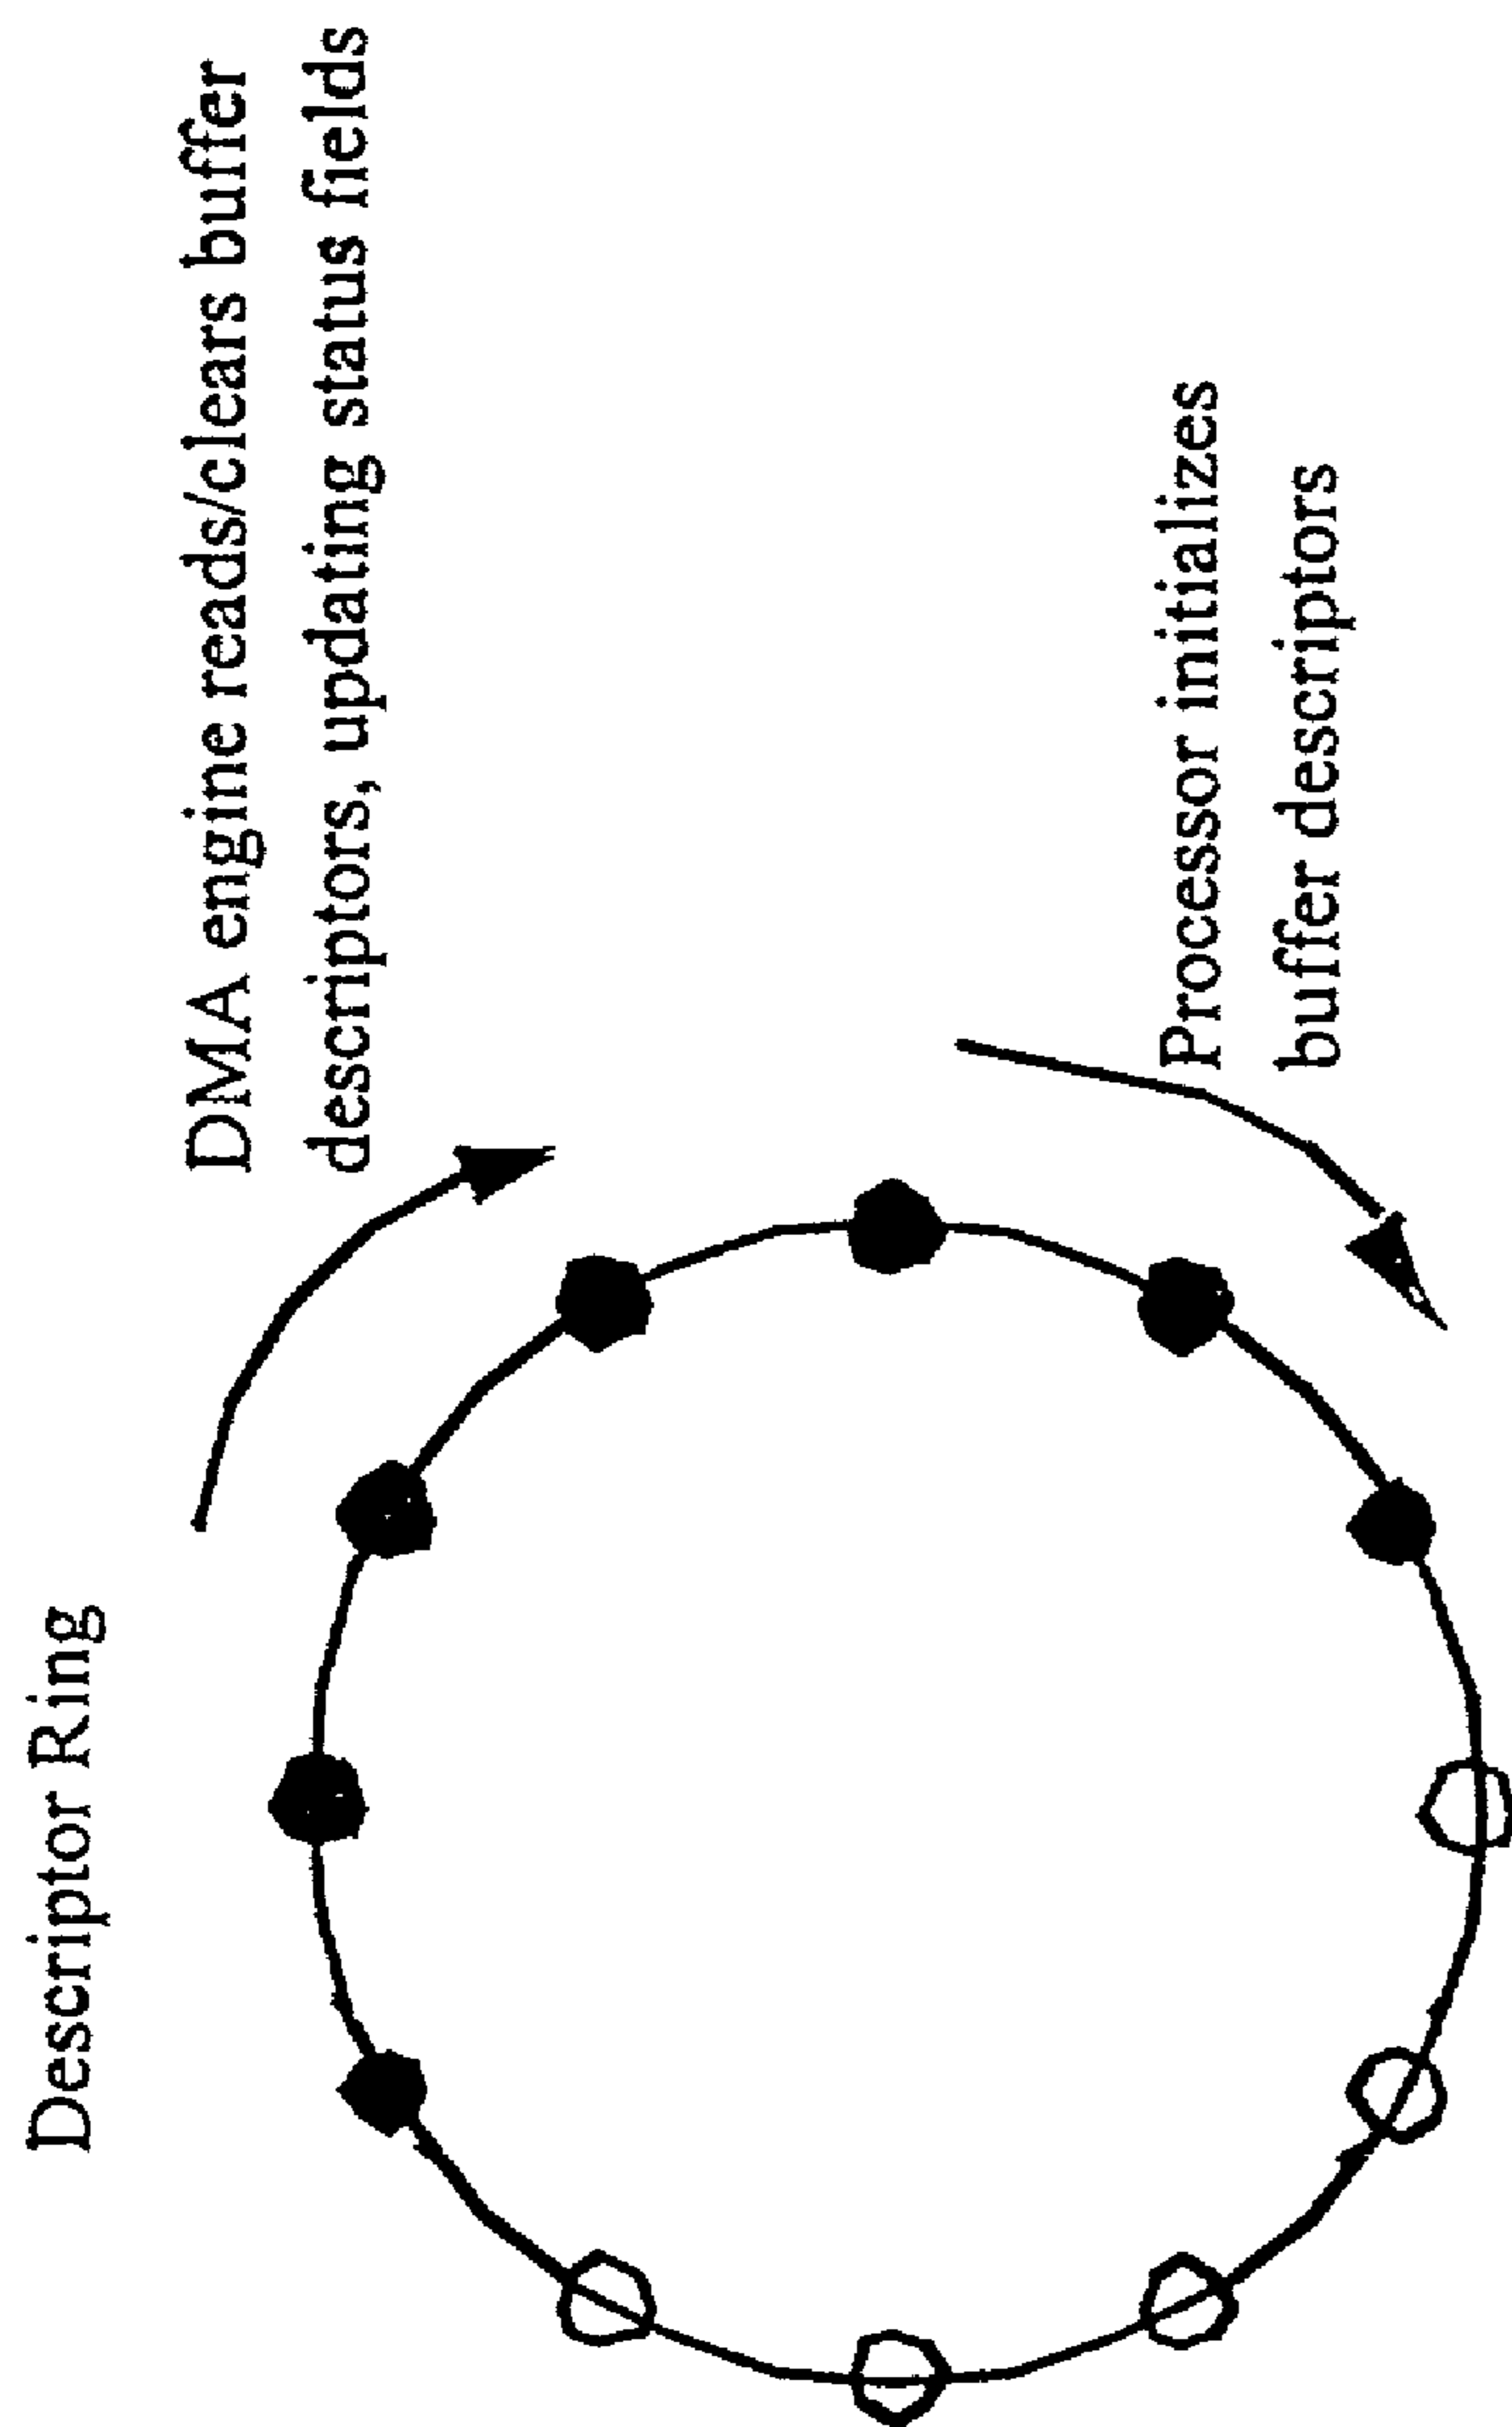 Descriptor Ring
DMA engine reads/clears buffer
descriptors, updating status fields
Processor initializes
buffer descriptors